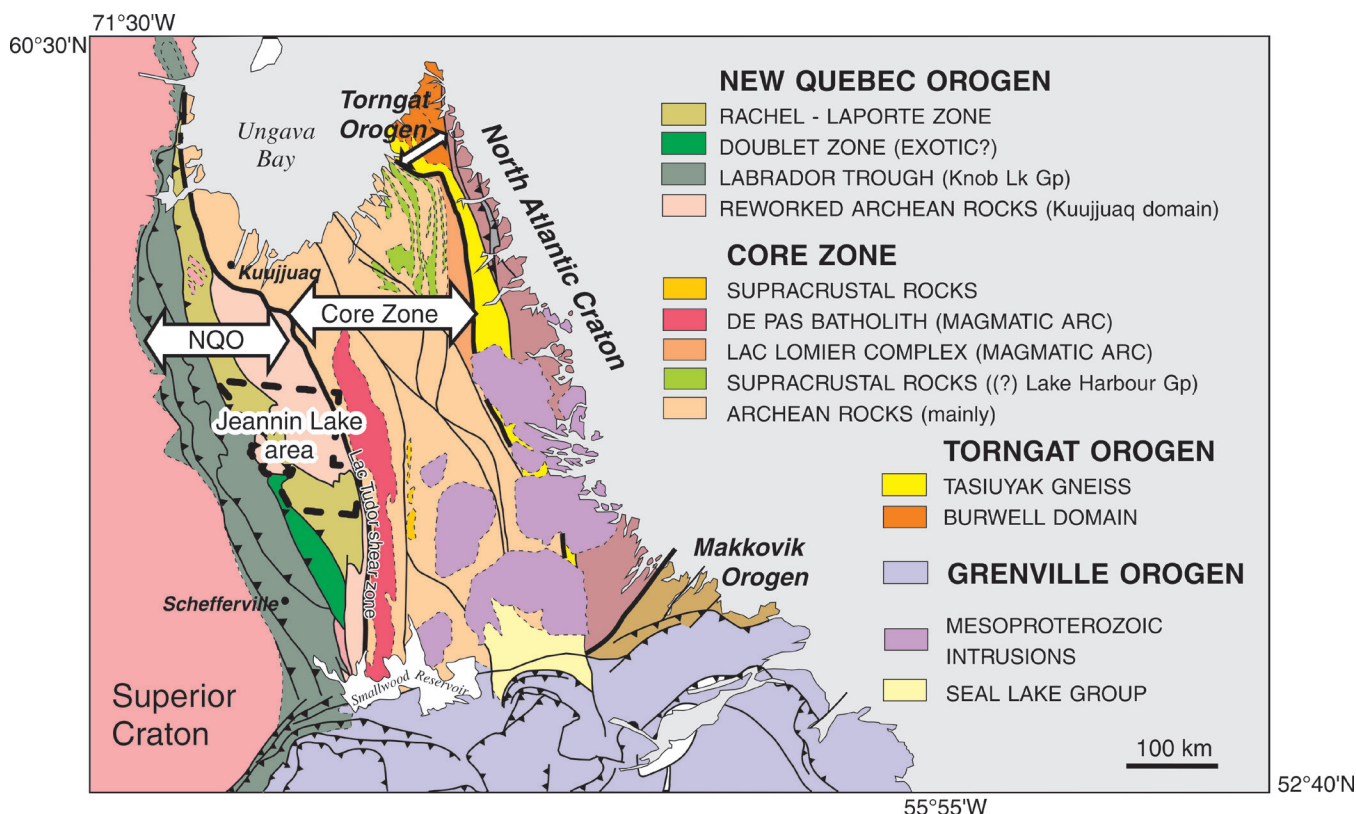 71°30'W
60°30'N
Ungava
Bay
Torngat
Orogen
North Atlantic Craton
Kuujjuaq
NQO
Core Zone
Jeannin Lake
area
Lac Tudor shear zone
Schefferville
Smallwood Reservoir
Superior
Craton
Makkovik
Orogen
NEW QUEBEC OROGEN
RACHEL - LAPORTE ZONE
DOUBLET ZONE (EXOTIC?)
LABRADOR TROUGH (Knob Lk Gp)
REWORKED ARCHEAN ROCKS (Kuujjuaq domain)
CORE ZONE
SUPRACRUSTAL ROCKS
DE PAS BATHOLITH (MAGMATIC ARC)
LAC LOMIER COMPLEX (MAGMATIC ARC)
SUPRACRUSTAL ROCKS ((?) Lake Harbour Gp)
ARCHEAN ROCKS (mainly)
TORNGAT OROGEN
TASIUYAK GNEISS
BURWELL DOMAIN
GRENVILLE OROGEN
MESOPROTEROZOIC
INTRUSIONS
SEAL LAKE GROUP
100 km
52°40'N
55°55'W